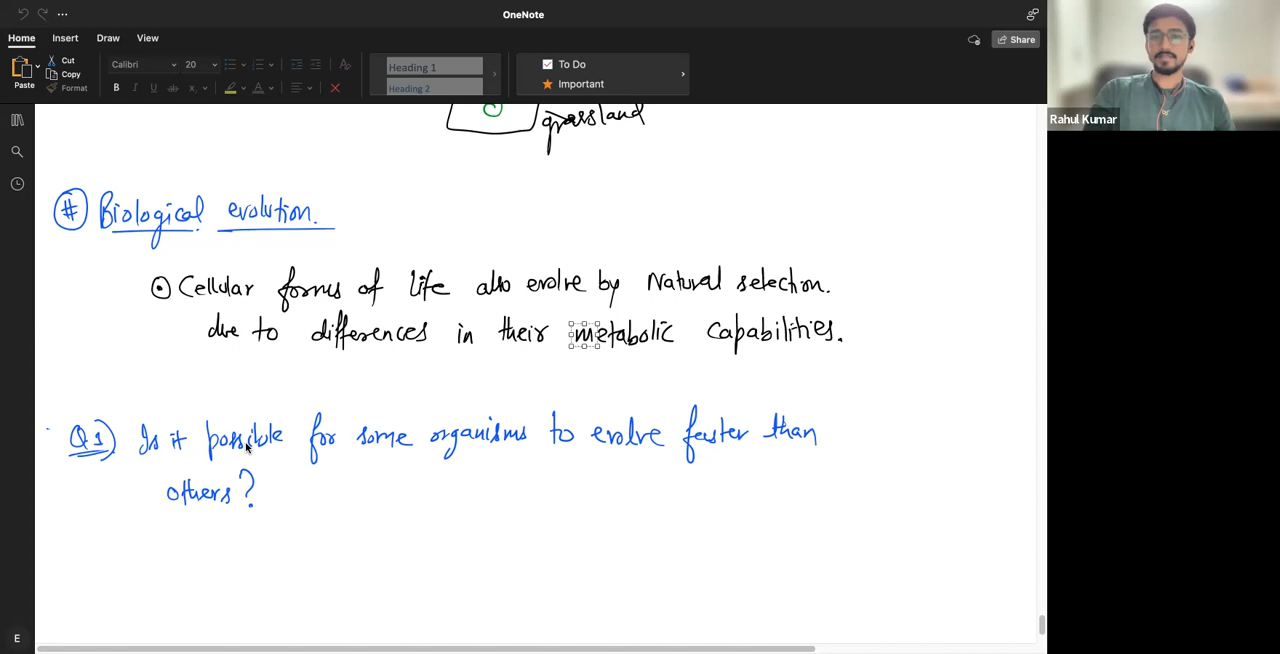 OneNote
Home Insert Draw View
Share
Paste
Cut
Copy
Format
Calibri 20
B I U ab x A
Heading 1
Heading 2
To Do
Important
Rahul Kumar
grassland
# Biological evolution.
Cellular forms of life also evolve by Natural selection.
due to differences in their metabolic capabilities.
Q1) Is it possible for some organisms to evolve faster than
others?
E